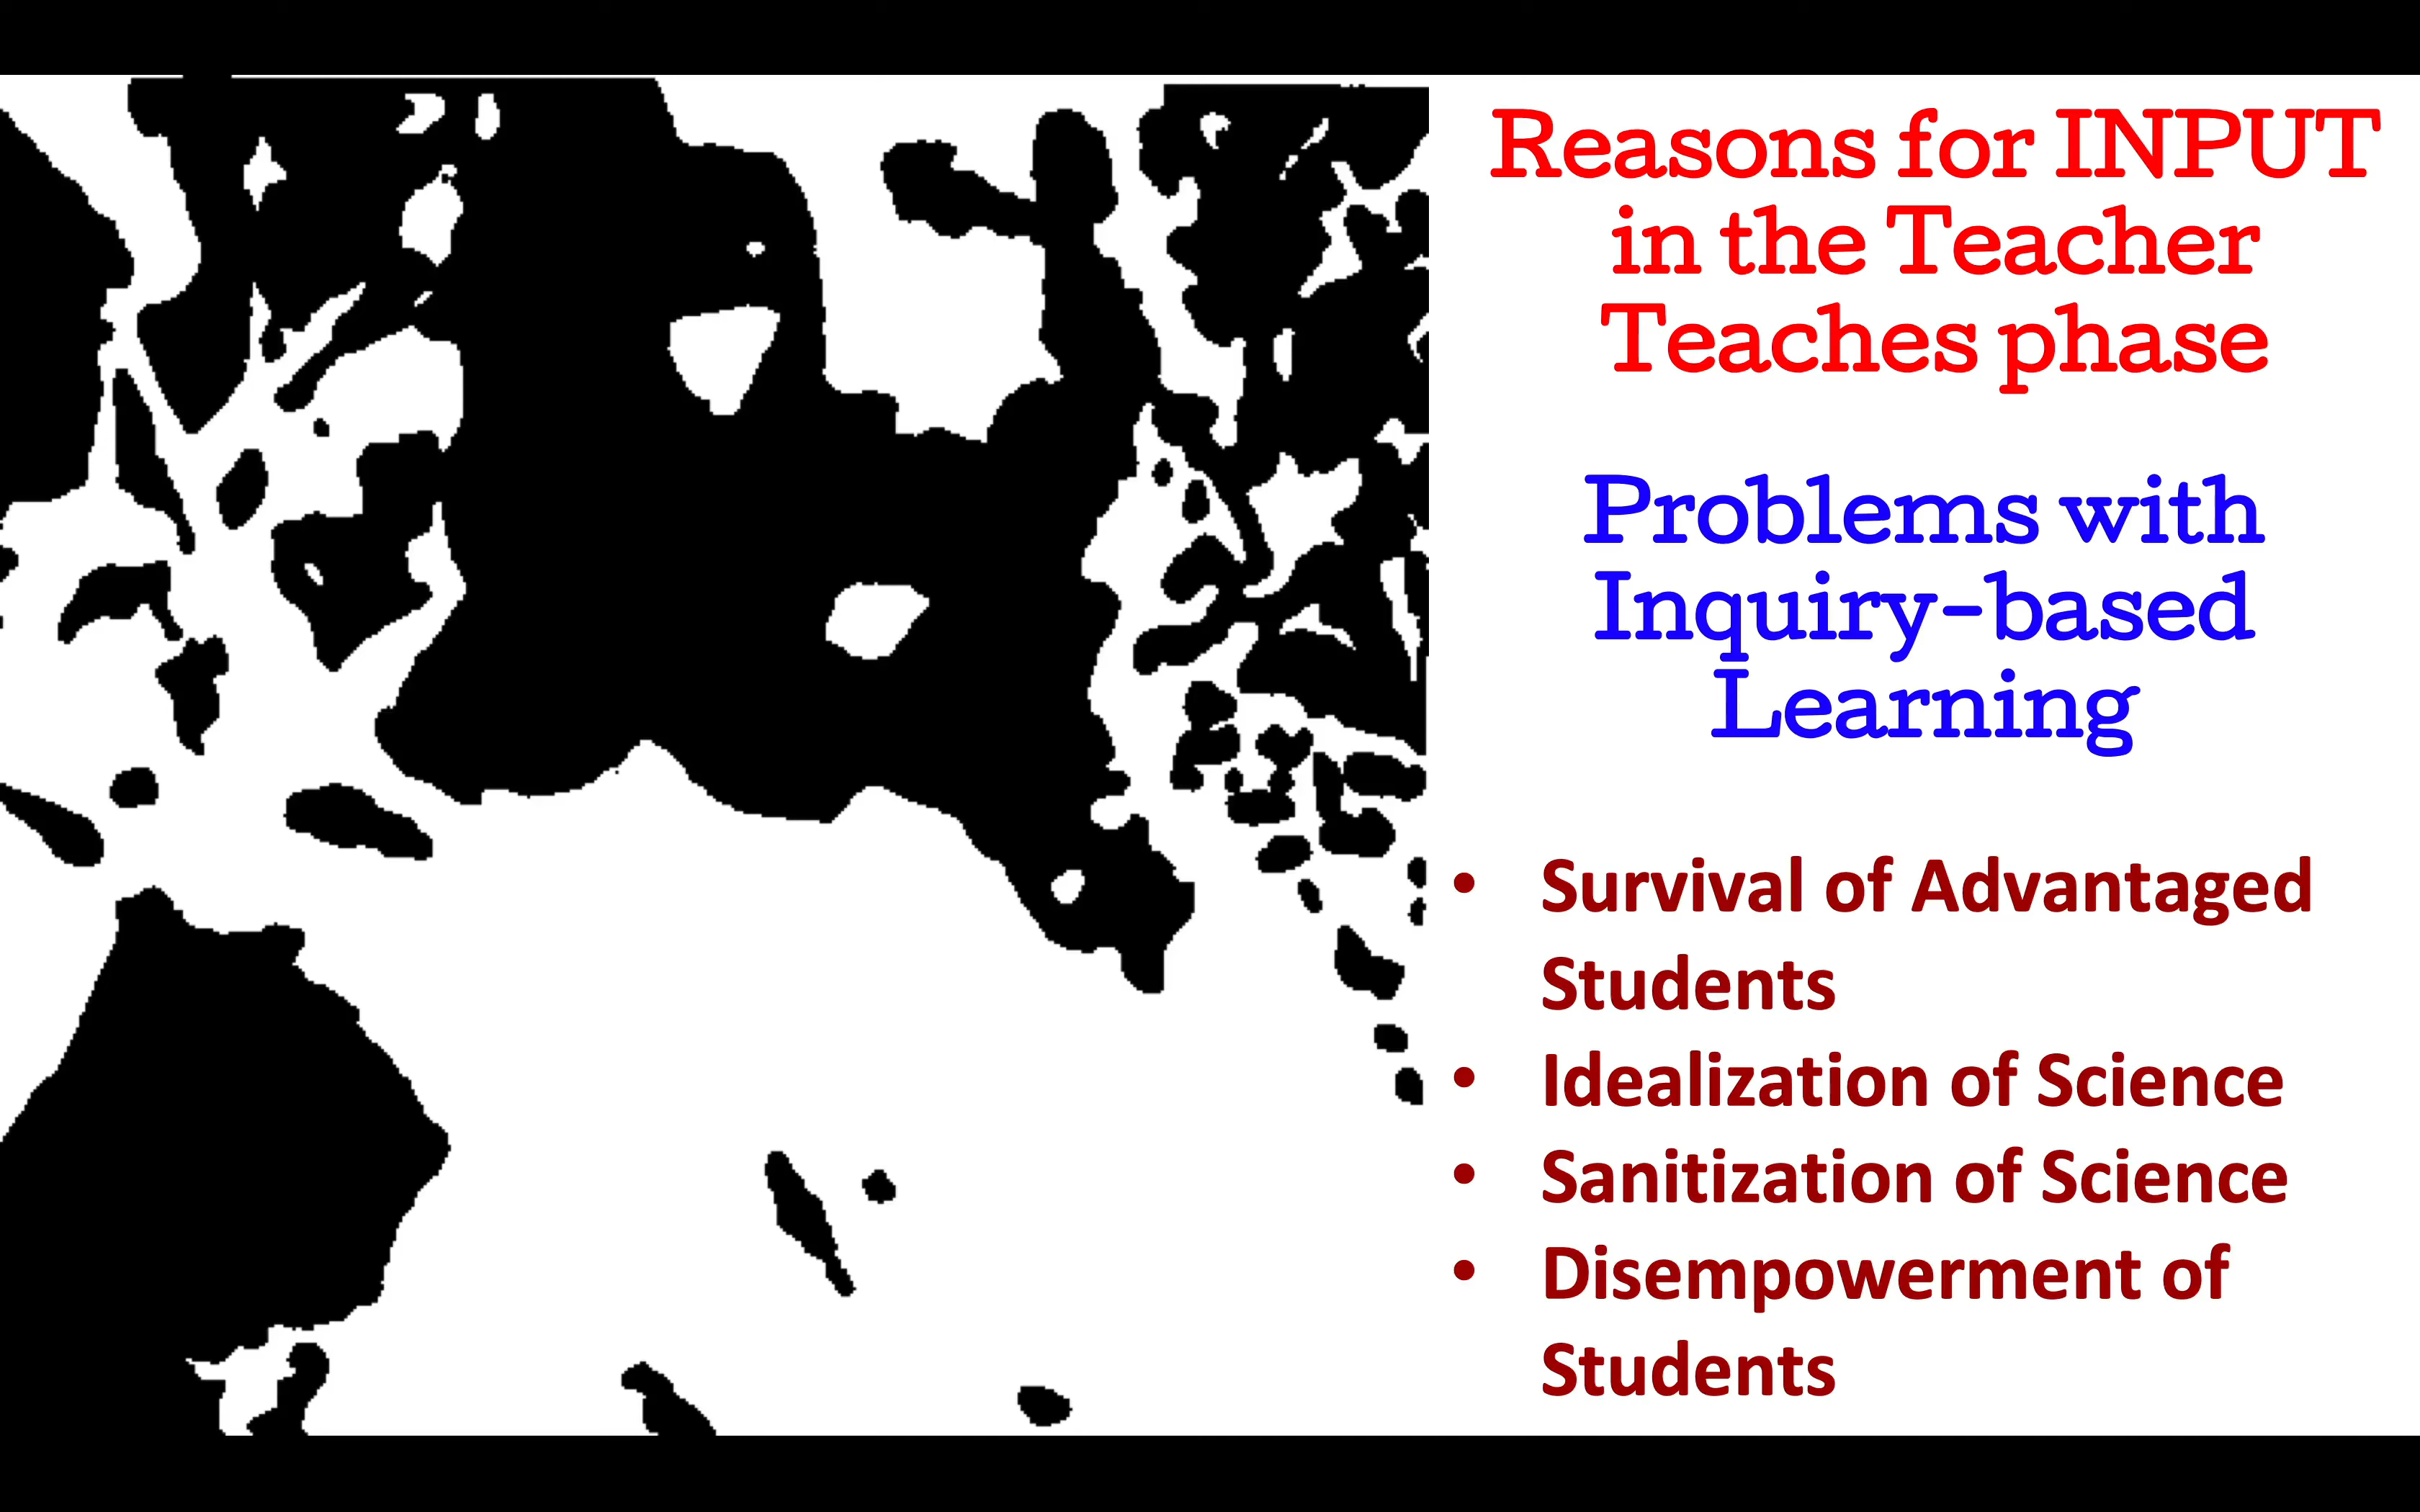 Reasons for INPUT
in the Teacher
Teaches phase
Problems with
Inquiry-based
Learning
• Survival of Advantaged
Students
• Idealization of Science
• Sanitization of Science
• Disempowerment of
Students